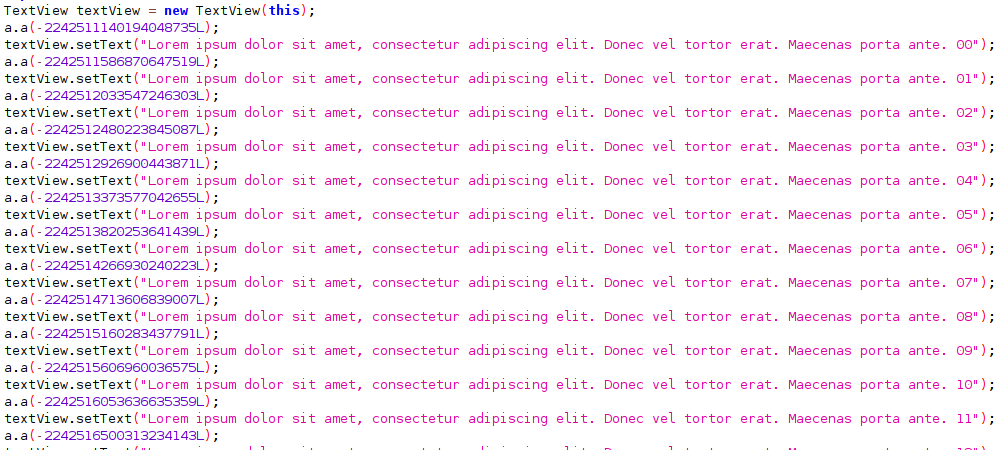 TextView textView = new TextView(this);
a.a(-2242511140194048735L);
textView.setText("Lorem ipsum dolor sit amet, consectetur adipiscing elit. Donec vel tortor erat. Maecenas porta ante. 00");
a.a(-2242511586870647519L);
textView.setText("Lorem ipsum dolor sit amet, consectetur adipiscing elit. Donec vel tortor erat. Maecenas porta ante. 01");
a.a(-2242512033547246303L);
textView.setText("Lorem ipsum dolor sit amet, consectetur adipiscing elit. Donec vel tortor erat. Maecenas porta ante. 02");
a.a(-2242512480223845087L);
textView.setText("Lorem ipsum dolor sit amet, consectetur adipiscing elit. Donec vel tortor erat. Maecenas porta ante. 03");
a.a(-2242512926900443871L);
textView.setText("Lorem ipsum dolor sit amet, consectetur adipiscing elit. Donec vel tortor erat. Maecenas porta ante. 04");
a.a(-2242513373577042655L);
textView.setText("Lorem ipsum dolor sit amet, consectetur adipiscing elit. Donec vel tortor erat. Maecenas porta ante. 05");
a.a(-2242513820253641439L);
textView.setText("Lorem ipsum dolor sit amet, consectetur adipiscing elit. Donec vel tortor erat. Maecenas porta ante. 06");
a.a(-2242514266930240223L);
textView.setText("Lorem ipsum dolor sit amet, consectetur adipiscing elit. Donec vel tortor erat. Maecenas porta ante. 07");
a.a(-2242514713606839007L);
textView.setText("Lorem ipsum dolor sit amet, consectetur adipiscing elit. Donec vel tortor erat. Maecenas porta ante. 08");
a.a(-2242515160283437791L);
textView.setText("Lorem ipsum dolor sit amet, consectetur adipiscing elit. Donec vel tortor erat. Maecenas porta ante. 09");
a.a(-2242515606960036575L);
textView.setText("Lorem ipsum dolor sit amet, consectetur adipiscing elit. Donec vel tortor erat. Maecenas porta ante. 10");
a.a(-2242516053636635359L);
textView.setText("Lorem ipsum dolor sit amet, consectetur adipiscing elit. Donec vel tortor erat. Maecenas porta ante. 11");
a.a(-2242516500313234143L);